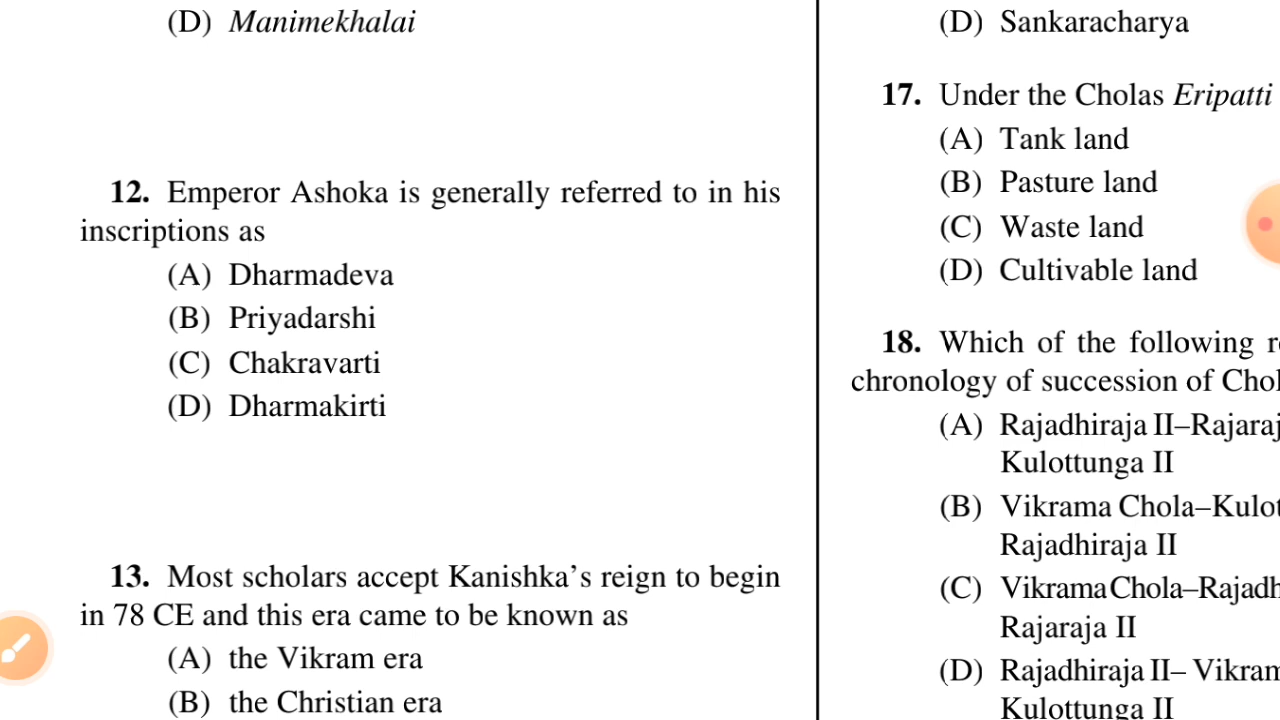 (D) Manimekhalai
12. Emperor Ashoka is generally referred to in his
inscriptions as
(A) Dharmadeva
(B) Priyadarshi
(C) Chakravarti
(D) Dharmakirti
13. Most scholars accept Kanishka’s reign to begin
in 78 CE and this era came to be known as
(A) the Vikram era
(B) the Christian era
(D) Sankaracharya
17. Under the Cholas Eripatti
(A) Tank land
(B) Pasture land
(C) Waste land
(D) Cultivable land
18. Which of the following
chronology of succession of
(A) Rajadhiraja II–
Kulottunga II
(B) Vikrama Chola–
Rajadhiraja II
(C) Vikrama Chola–
Rajaraja II
(D) Rajadhiraja II–
Kulottunga II